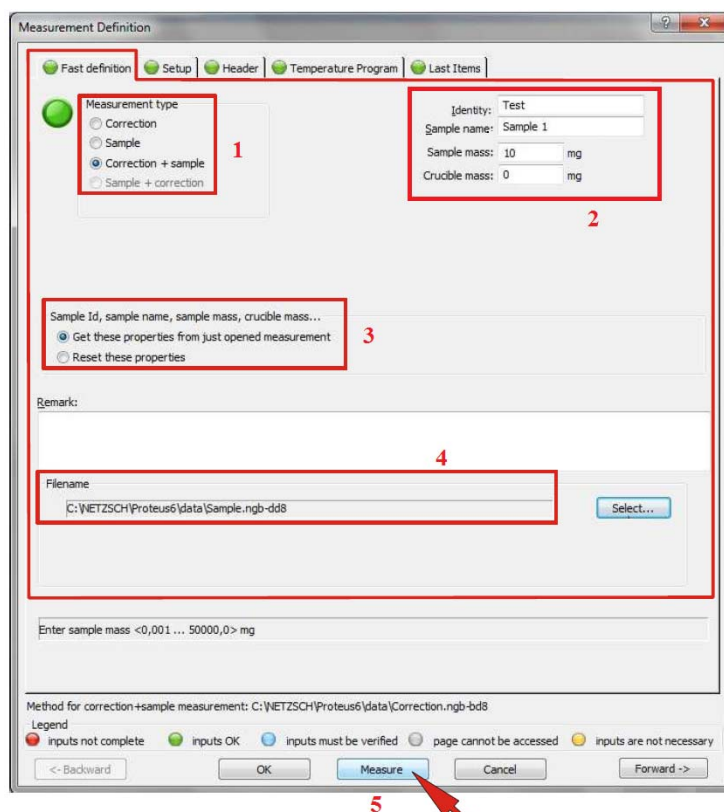 Measurement Definition
Fast definition Setup Header Temperature Program Last Items
Measurement type
Correction
Sample
Correction + sample
Sample + correction
1
Identity: Test
Sample name: Sample 1
Sample mass: 10 mg
Crucible mass: 0 mg
2
Sample Id, sample name, sample mass, crucible mass...
Get these properties from just opened measurement
Reset these properties
3
Remark:
4
Filename
C:\NETZSCH\Proteus6\data\Sample.ngb-dd8
Select...
Enter sample mass <0,001 ... 50000,0> mg
Method for correction+sample measurement: C:\NETZSCH\Proteus6\data\Correction.ngb-bd8
Legend
inputs not complete inputs OK inputs must be verified page cannot be accessed inputs are not necessary
<- Backward OK Measure Cancel Forward ->
5